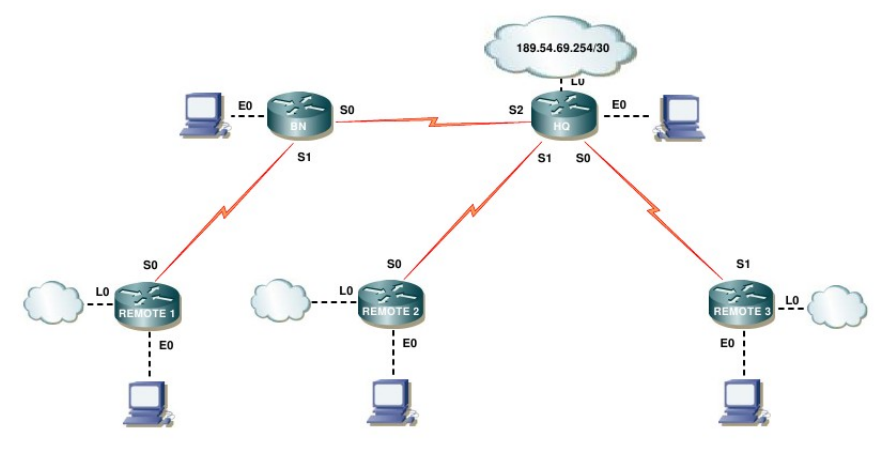 189.54.69.254/30
L0
E0
BN
S0
S2
HQ
E0
S1
S1
S0
S0
L0
REMOTE 1
E0
S0
L0
REMOTE 2
E0
S1
L0
REMOTE 3
E0